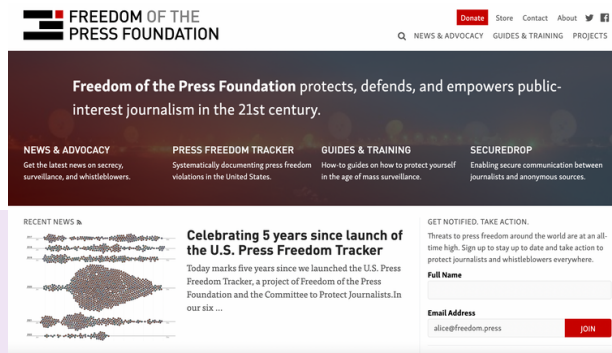 FREEDOM OF THE
PRESS FOUNDATION
Donate Store Contact About
NEWS & ADVOCACY GUIDES & TRAINING PROJECTS
Freedom of the Press Foundation protects, defends, and empowers public-
interest journalism in the 21st century.
NEWS & ADVOCACY
Get the latest news on secrecy,
surveillance, and whistleblowers.
PRESS FREEDOM TRACKER
Systematically documenting press freedom
violations in the United States.
GUIDES & TRAINING
How-to guides on how to protect yourself
in the age of mass surveillance.
SECUREDROP
Enabling secure communication between
journalists and anonymous sources.
RECENT NEWS
Celebrating 5 years since launch of
the U.S. Press Freedom Tracker
Today marks five years since we launched the U.S. Press
Freedom Tracker, a project of Freedom of the Press
Foundation and the Committee to Protect Journalists.In
our six ...
GET NOTIFIED. TAKE ACTION.
Threats to press freedom around the world are at an all-
time high. Sign up to stay up to date and take action to
protect journalists and whistleblowers everywhere.
Full Name
Email Address
alice@freedom.press
JOIN